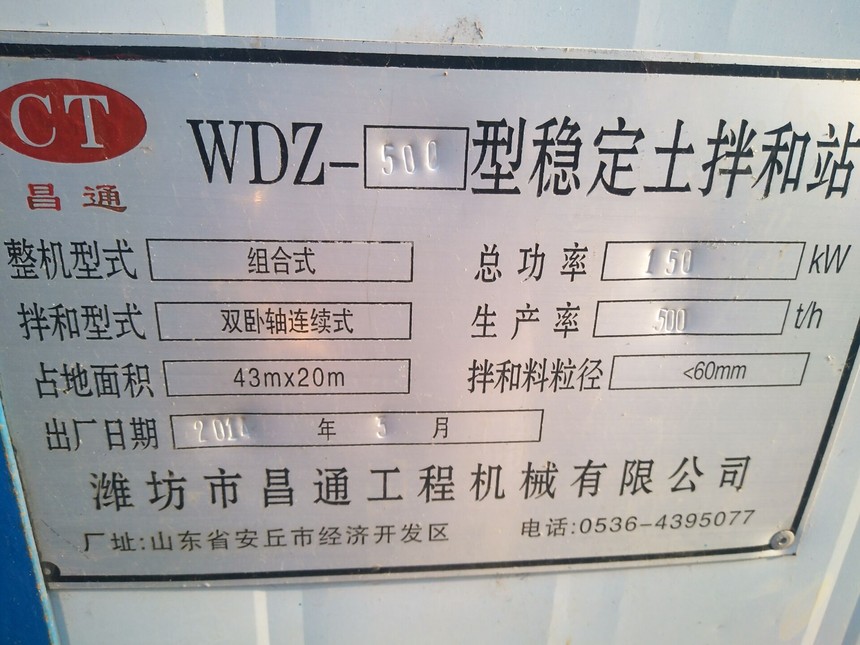 CT
昌通
WDZ-500型稳定土拌和站
整机型式 组合式 总功率 150 kW
拌和型式 双卧轴连续式 生产率 500 t/h
占地面积 43mx20m 拌和料粒径 <60mm
出厂日期 2014 年 5 月
潍坊市昌通工程机械有限公司
厂址:山东省安丘市经济开发区 电话:0536-4395077